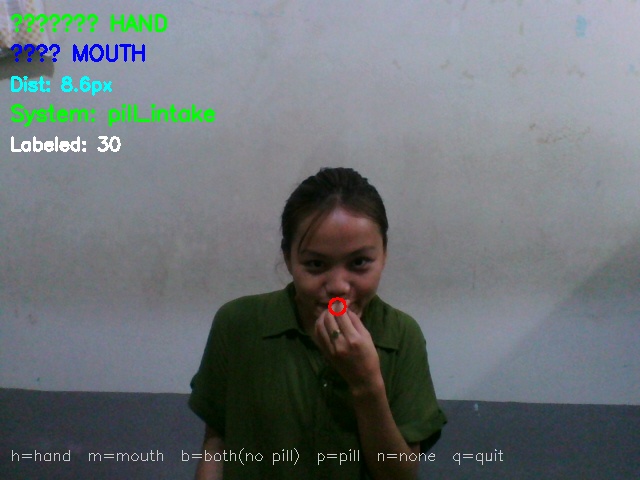 ??????? HAND
???? MOUTH
Dist: 8.6px
System: pill_intake
Labeled: 30
h=hand m=mouth b=both(no pill) p=pill n=none q=quit